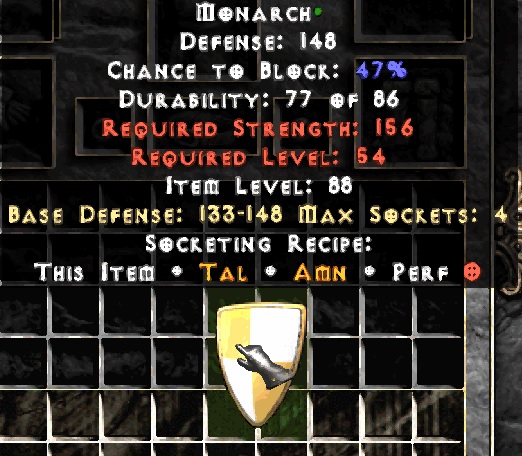 Monarch
Defense: 148
Chance to Block: 47%
Durability: 77 of 86
Required Strength: 156
Required Level: 54
Item Level: 88
Base Defense: 133-148 Max Sockets: 4
Socketing Recipe:
This Item • Tal • Amn • Perf